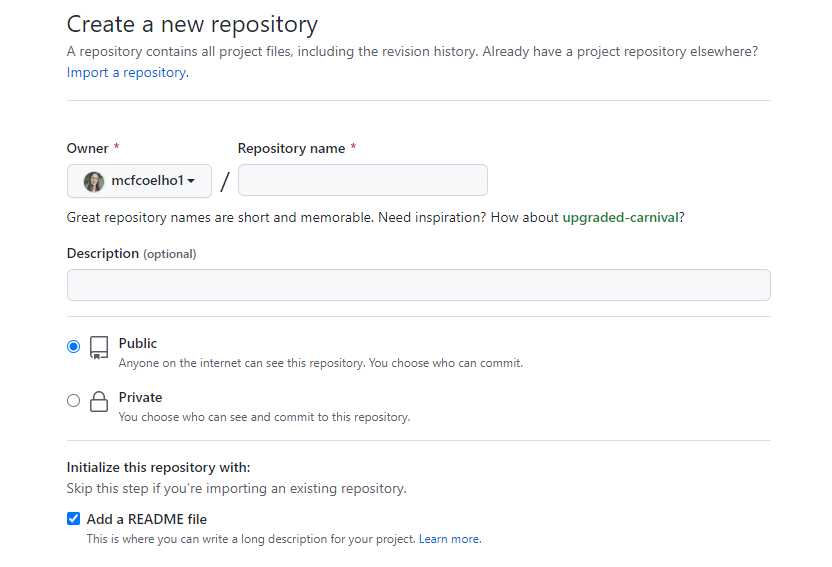 Create a new repository
A repository contains all project files, including the revision history. Already have a project repository elsewhere?
Import a repository.
Owner * Repository name *
mcfcoelho1 /
Great repository names are short and memorable. Need inspiration? How about upgraded-carnival?
Description (optional)
Public
Anyone on the internet can see this repository. You choose who can commit.
Private
You choose who can see and commit to this repository.
Initialize this repository with:
Skip this step if you're importing an existing repository.
Add a README file
This is where you can write a long description for your project. Learn more.